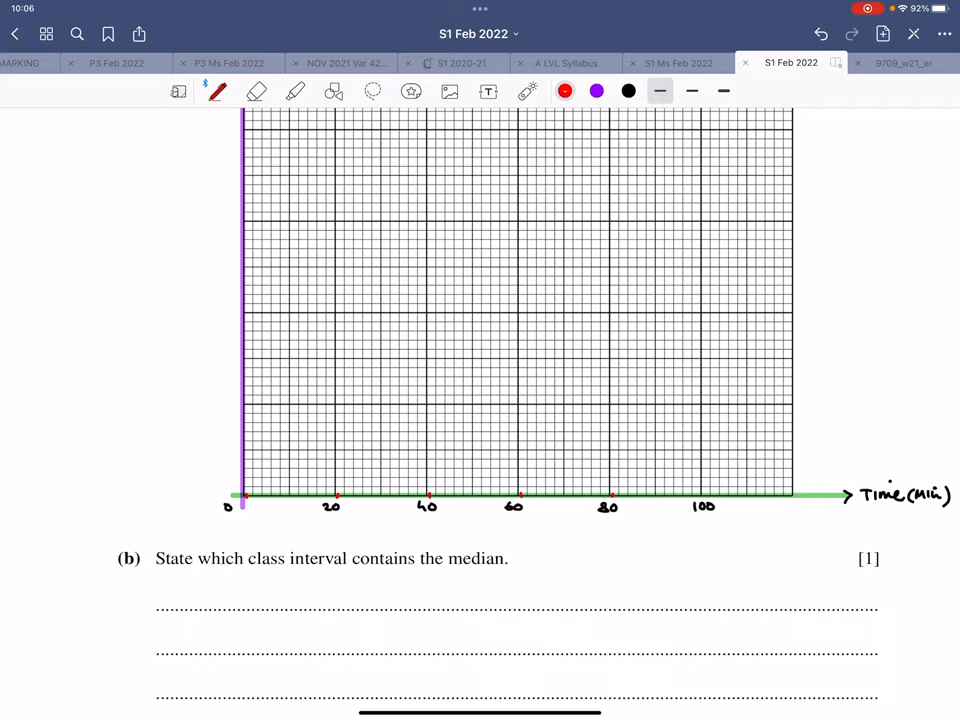 10:06
92%
S1 Feb 2022
MARKING
P3 Feb 2022
P3 Ms Feb 2022
NOV 2021 Var 42...
S1 2020-21
A LVL Syllabus
S1 Ms Feb 2022
S1 Feb 2022
9709_w21_er
T
0 20 40 60 80 100
Time (Min)
(b) State which class interval contains the median. [1]